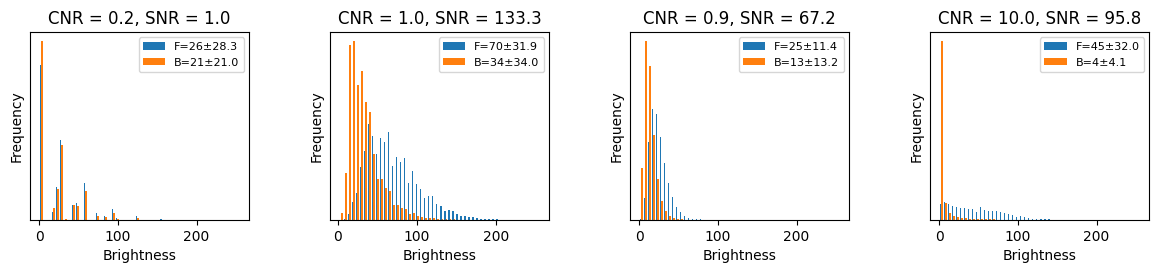 CNR = 0.2, SNR = 1.0
F=26±28.3
B=21±21.0
Frequency
0
100
200
Brightness
CNR = 1.0, SNR = 133.3
F=70±31.9
B=34±34.0
Frequency
0
100
200
Brightness
CNR = 0.9, SNR = 67.2
F=25±11.4
B=13±13.2
Frequency
0
100
200
Brightness
CNR = 10.0, SNR = 95.8
F=45±32.0
B=4±4.1
Frequency
0
100
200
Brightness